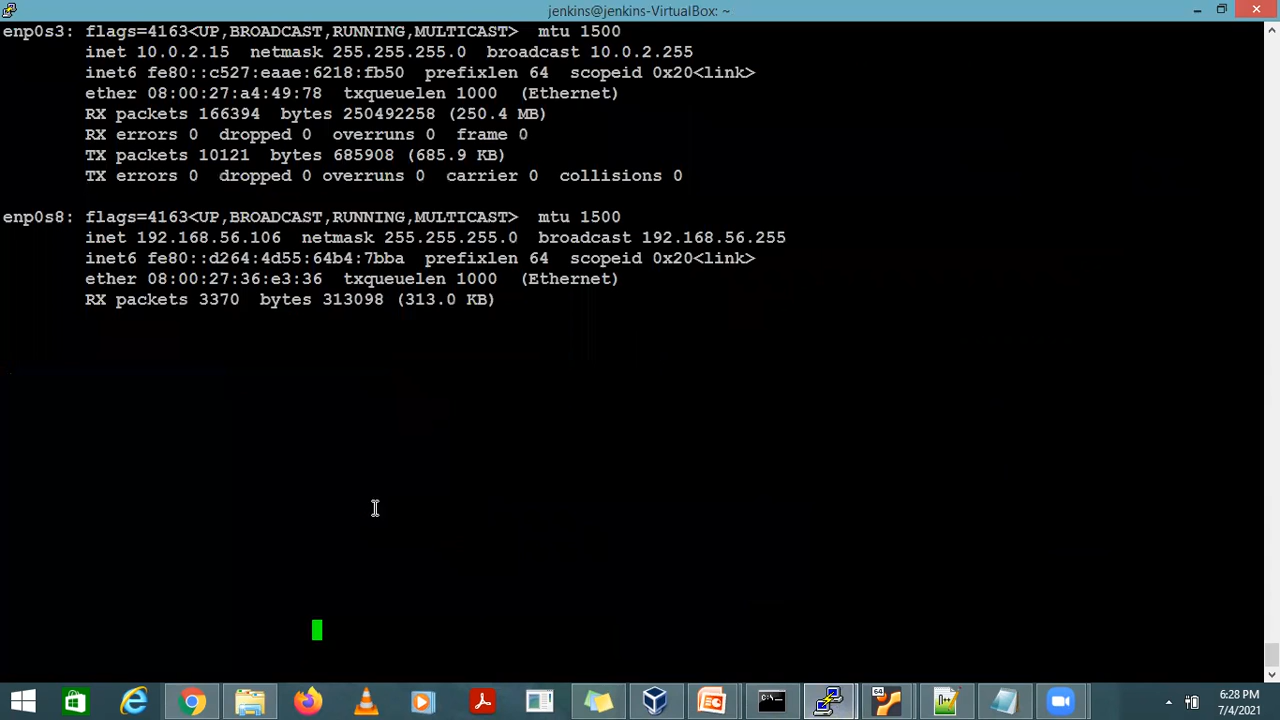 jenkins@jenkins-VirtualBox: ~
enp0s3: flags=4163<UP,BROADCAST,RUNNING,MULTICAST>  mtu 1500
        inet 10.0.2.15  netmask 255.255.255.0  broadcast 10.0.2.255
        inet6 fe80::c527:eaae:6218:fb50  prefixlen 64  scopeid 0x20<link>
        ether 08:00:27:a4:49:78  txqueuelen 1000  (Ethernet)
        RX packets 166394  bytes 250492258 (250.4 MB)
        RX errors 0  dropped 0  overruns 0  frame 0
        TX packets 10121  bytes 685908 (685.9 KB)
        TX errors 0  dropped 0 overruns 0  carrier 0  collisions 0
enp0s8: flags=4163<UP,BROADCAST,RUNNING,MULTICAST>  mtu 1500
        inet 192.168.56.106  netmask 255.255.255.0  broadcast 192.168.56.255
        inet6 fe80::d264:4d55:64b4:7bba  prefixlen 64  scopeid 0x20<link>
        ether 08:00:27:36:e3:36  txqueuelen 1000  (Ethernet)
        RX packets 3370  bytes 313098 (313.0 KB)
6:28 PM
7/4/2021